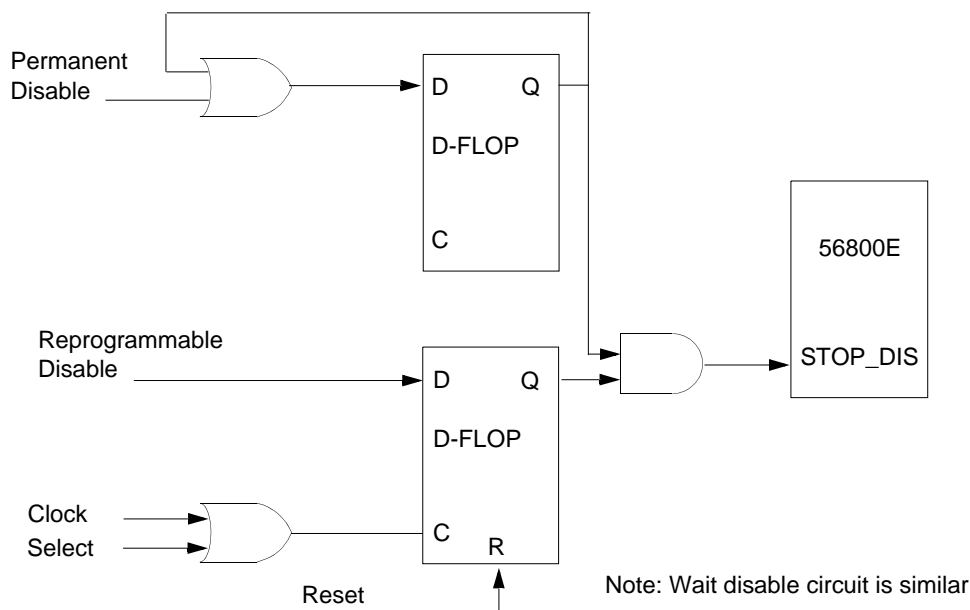 Permanent
Disable
D
Q
D-FLOP
C
56800E
STOP_DIS
Reprogrammable
Disable
D
Q
D-FLOP
Clock
Select
C
R
Reset
Note: Wait disable circuit is similar